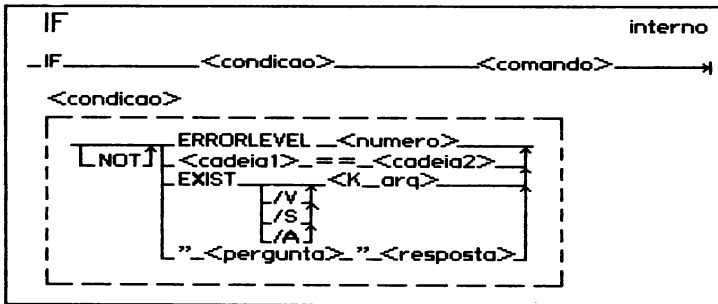 IF interno
IF <condicao> <comando>
<condicao>
ERRORLEVEL <numero>
NOT <cadeia1> == <cadeia2>
EXIST <K_arq>
/V
/S
/A
" <pergunta> " <resposta>